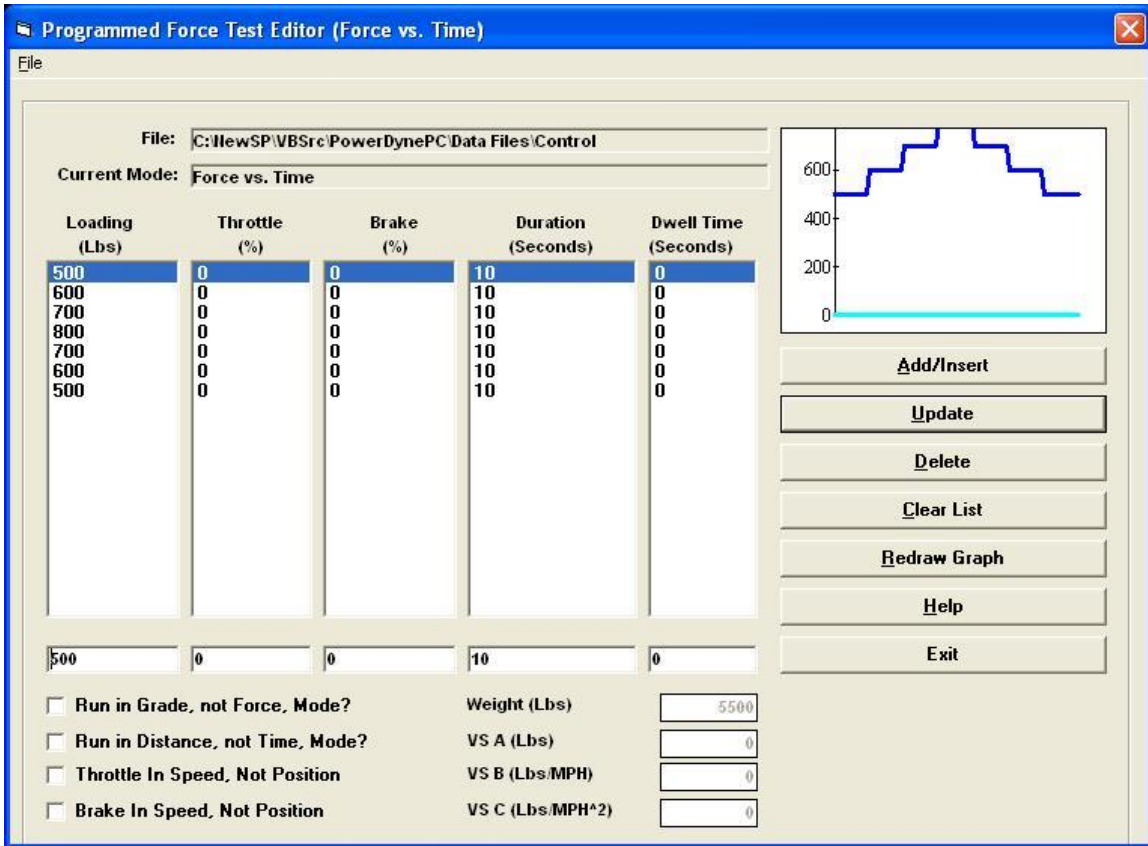 Programmed Force Test Editor (Force vs. Time)
File
File: C:\NewSP\VBSrc\PowerDynePC\Data Files\Control
Current Mode: Force vs. Time
Loading Throttle Brake Duration Dwell Time
(Lbs) (%) (%) (Seconds) (Seconds)
500 0 0 10 0
600 0 0 10 0
700 0 0 10 0
800 0 0 10 0
700 0 0 10 0
600 0 0 10 0
500 0 0 10 0
500 0 0 10 0
600
400
200
0
Add/Insert
Update
Delete
Clear List
Redraw Graph
Help
Exit
Run in Grade, not Force, Mode? Weight (Lbs) 5500
Run in Distance, not Time, Mode? VS A (Lbs) 0
Throttle In Speed, Not Position VS B (Lbs/MPH) 0
Brake In Speed, Not Position VS C (Lbs/MPH^2) 0